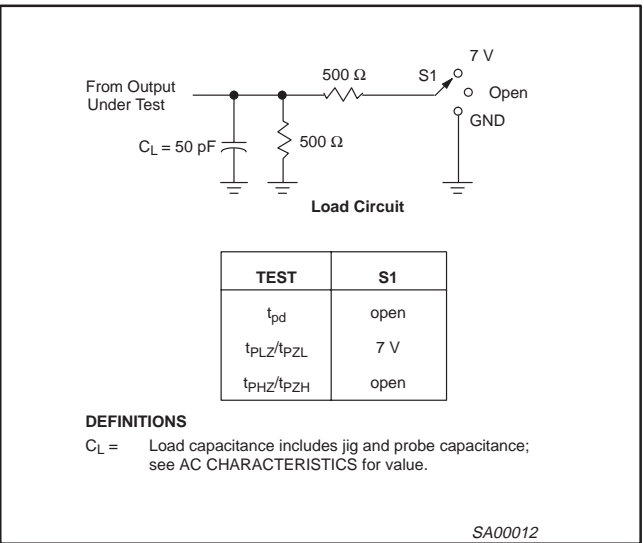 7 V
500 Ω
S1
From Output
Under Test
Open
GND
CL = 50 pF
500 Ω
Load Circuit
TEST S1
tpd open
tPLZ/tPZL 7 V
tPHZ/tPZH open
DEFINITIONS
CL = Load capacitance includes jig and probe capacitance;
see AC CHARACTERISTICS for value.
SA00012